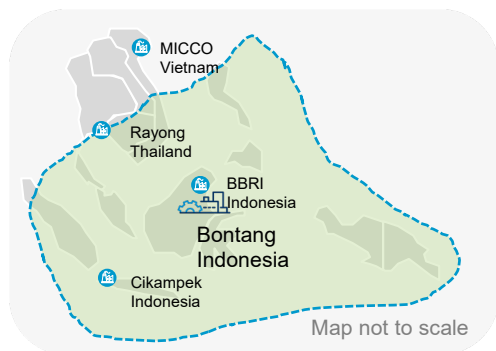 MICCO
Vietnam
Rayong
Thailand
BBRI
Indonesia
Bontang
Indonesia
Cikampek
Indonesia
Map not to scale